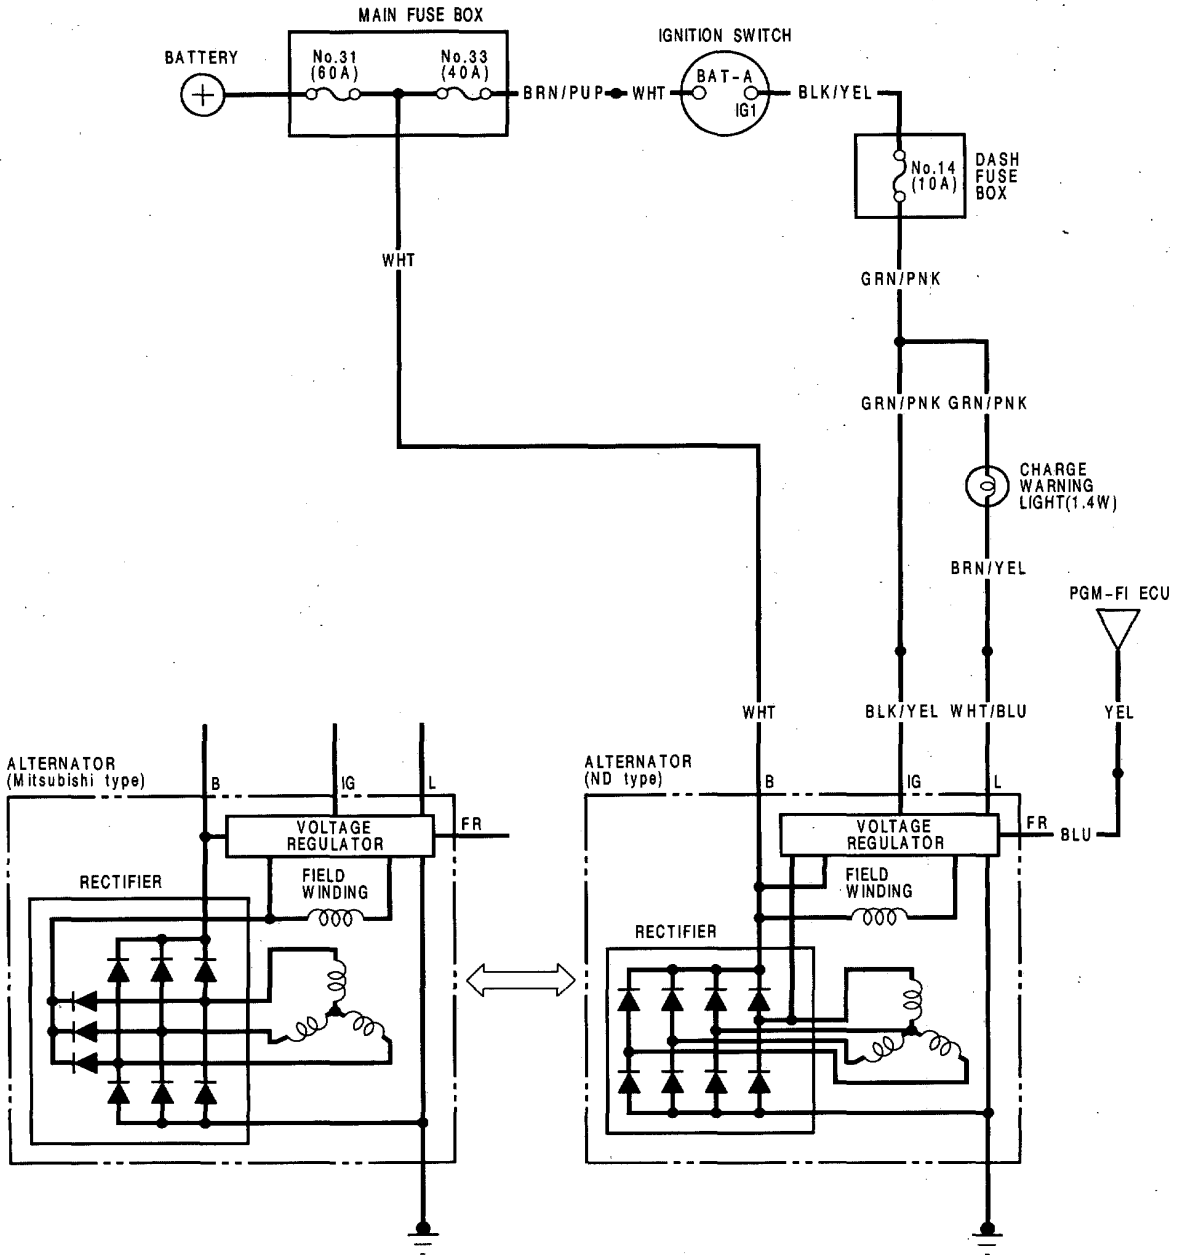 MAIN FUSE BOX
IGNITION SWITCH
BATTERY
No.31
(60A)
No.33
(40A)
BAT-A
IG1
BRN/PUP
WHT
BLK/YEL
No.14
(10A)
DASH
FUSE
BOX
WHT
GRN/PNK
GRN/PNK
GRN/PNK
CHARGE
WARNING
LIGHT(1.4W)
BRN/YEL
PGM-FI ECU
WHT
BLK/YEL
WHT/BLU
YEL
ALTERNATOR
(Mitsubishi type)
B
IG
L
VOLTAGE
REGULATOR
FR
RECTIFIER
FIELD
WINDING
ALTERNATOR
(ND type)
B
IG
L
VOLTAGE
REGULATOR
FR
BLU
FIELD
WINDING
RECTIFIER